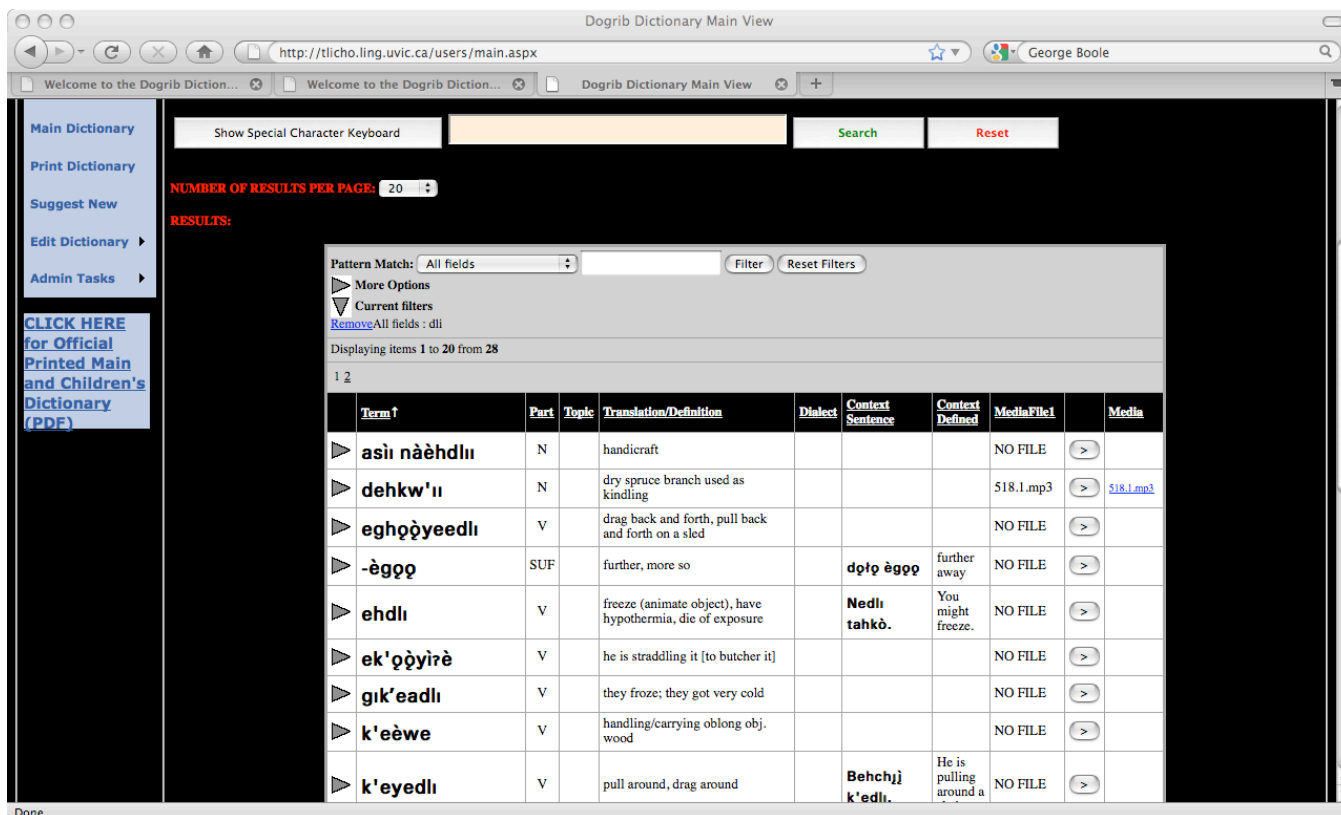 Dogrib Dictionary Main View
http://tlicho.ling.uvic.ca/users/main.aspx
George Boole
Welcome to the Dogrib Diction...
Welcome to the Dogrib Diction...
Dogrib Dictionary Main View
+
Main Dictionary
Print Dictionary
Suggest New
Edit Dictionary
Admin Tasks
CLICK HERE
for Official
Printed Main
and Children's
Dictionary
(PDF)
Show Special Character Keyboard
Search
Reset
NUMBER OF RESULTS PER PAGE: 20
RESULTS:
Pattern Match: All fields Filter Reset Filters
More Options
Current filters
RemoveAll fields : dli
Displaying items 1 to 20 from 28
1 2
Term↑ Part Topic Translation/Definition Dialect Context Sentence Context Defined MediaFile1 Media
asìı nàèhdlıı N handicraft NO FILE >
dehkw'ıı N dry spruce branch used as
kindling 518.1.mp3 > 518.1.mp3
eghǫǫ̀yeedlı V drag back and forth, pull back
and forth on a sled NO FILE >
-ègǫǫ SUF further, more so dǫłǫ ègǫǫ further
away NO FILE >
ehdlı V freeze (animate object), have
hypothermia, die of exposure Nedlı
tahkò. You
might
freeze. NO FILE >
ek'ǫǫ̀yìɂè V he is straddling it [to butcher it] NO FILE >
gık'eadlı V they froze; they got very cold NO FILE >
k'eèwe V handling/carrying oblong obj.
wood NO FILE >
k'eyedlı V pull around, drag around Behchı̨ı̨̀
k'edlı. He is
pulling
around a NO FILE >
Done